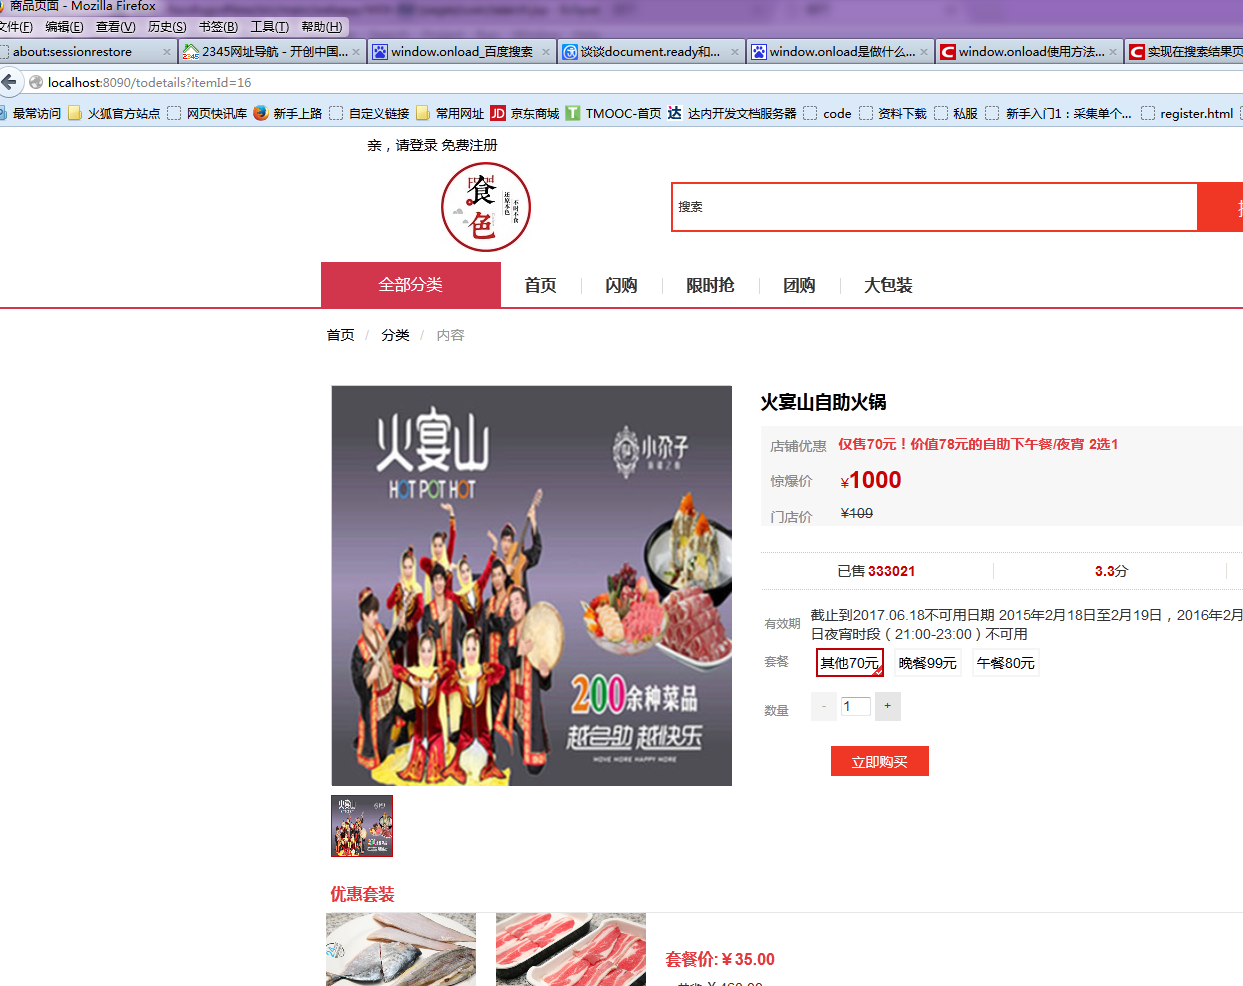 商品页面 - Mozilla Firefox
文件(F) 编辑(E) 查看(V) 历史(S) 书签(B) 工具(T) 帮助(H)
about:sessionrestore × 2345网址导航 - 开创中国... × window.onload_百度搜索 × 谈谈document.ready和... × window.onload是做什么... × window.onload使用方法... × 实现在搜索结果页
localhost:8090/todetails?itemId=16
最常访问 火狐官方站点 网页快讯库 新手上路 自定义链接 常用网址 JD 京东商城 T TMOOC-首页 达 达内开发文档服务器 code 资料下载 私服 新手入门1：采集单个... register.html
亲，请登录 免费注册
食
色
还原本色
不时不食
搜索
全部分类 首页 闪购 限时抢 团购 大包装
首页 / 分类 / 内容
火宴山
HOT POT HOT
小尕子
200余种菜品
越自助 越快乐
MOVE MORE HAPPY MORE
火宴山自助火锅
店铺优惠 仅售70元！价值78元的自助下午餐/夜宵 2选1
惊爆价 ¥1000
门店价 ¥109
已售 333021 3.3分
有效期 截止到2017.06.18不可用日期 2015年2月18日至2月19日，2016年2月
日夜宵时段（21:00-23:00）不可用
套餐 其他70元 晚餐99元 午餐80元
数量 - 1 +
立即购买
火宴山
优惠套装
套餐价:￥35.00